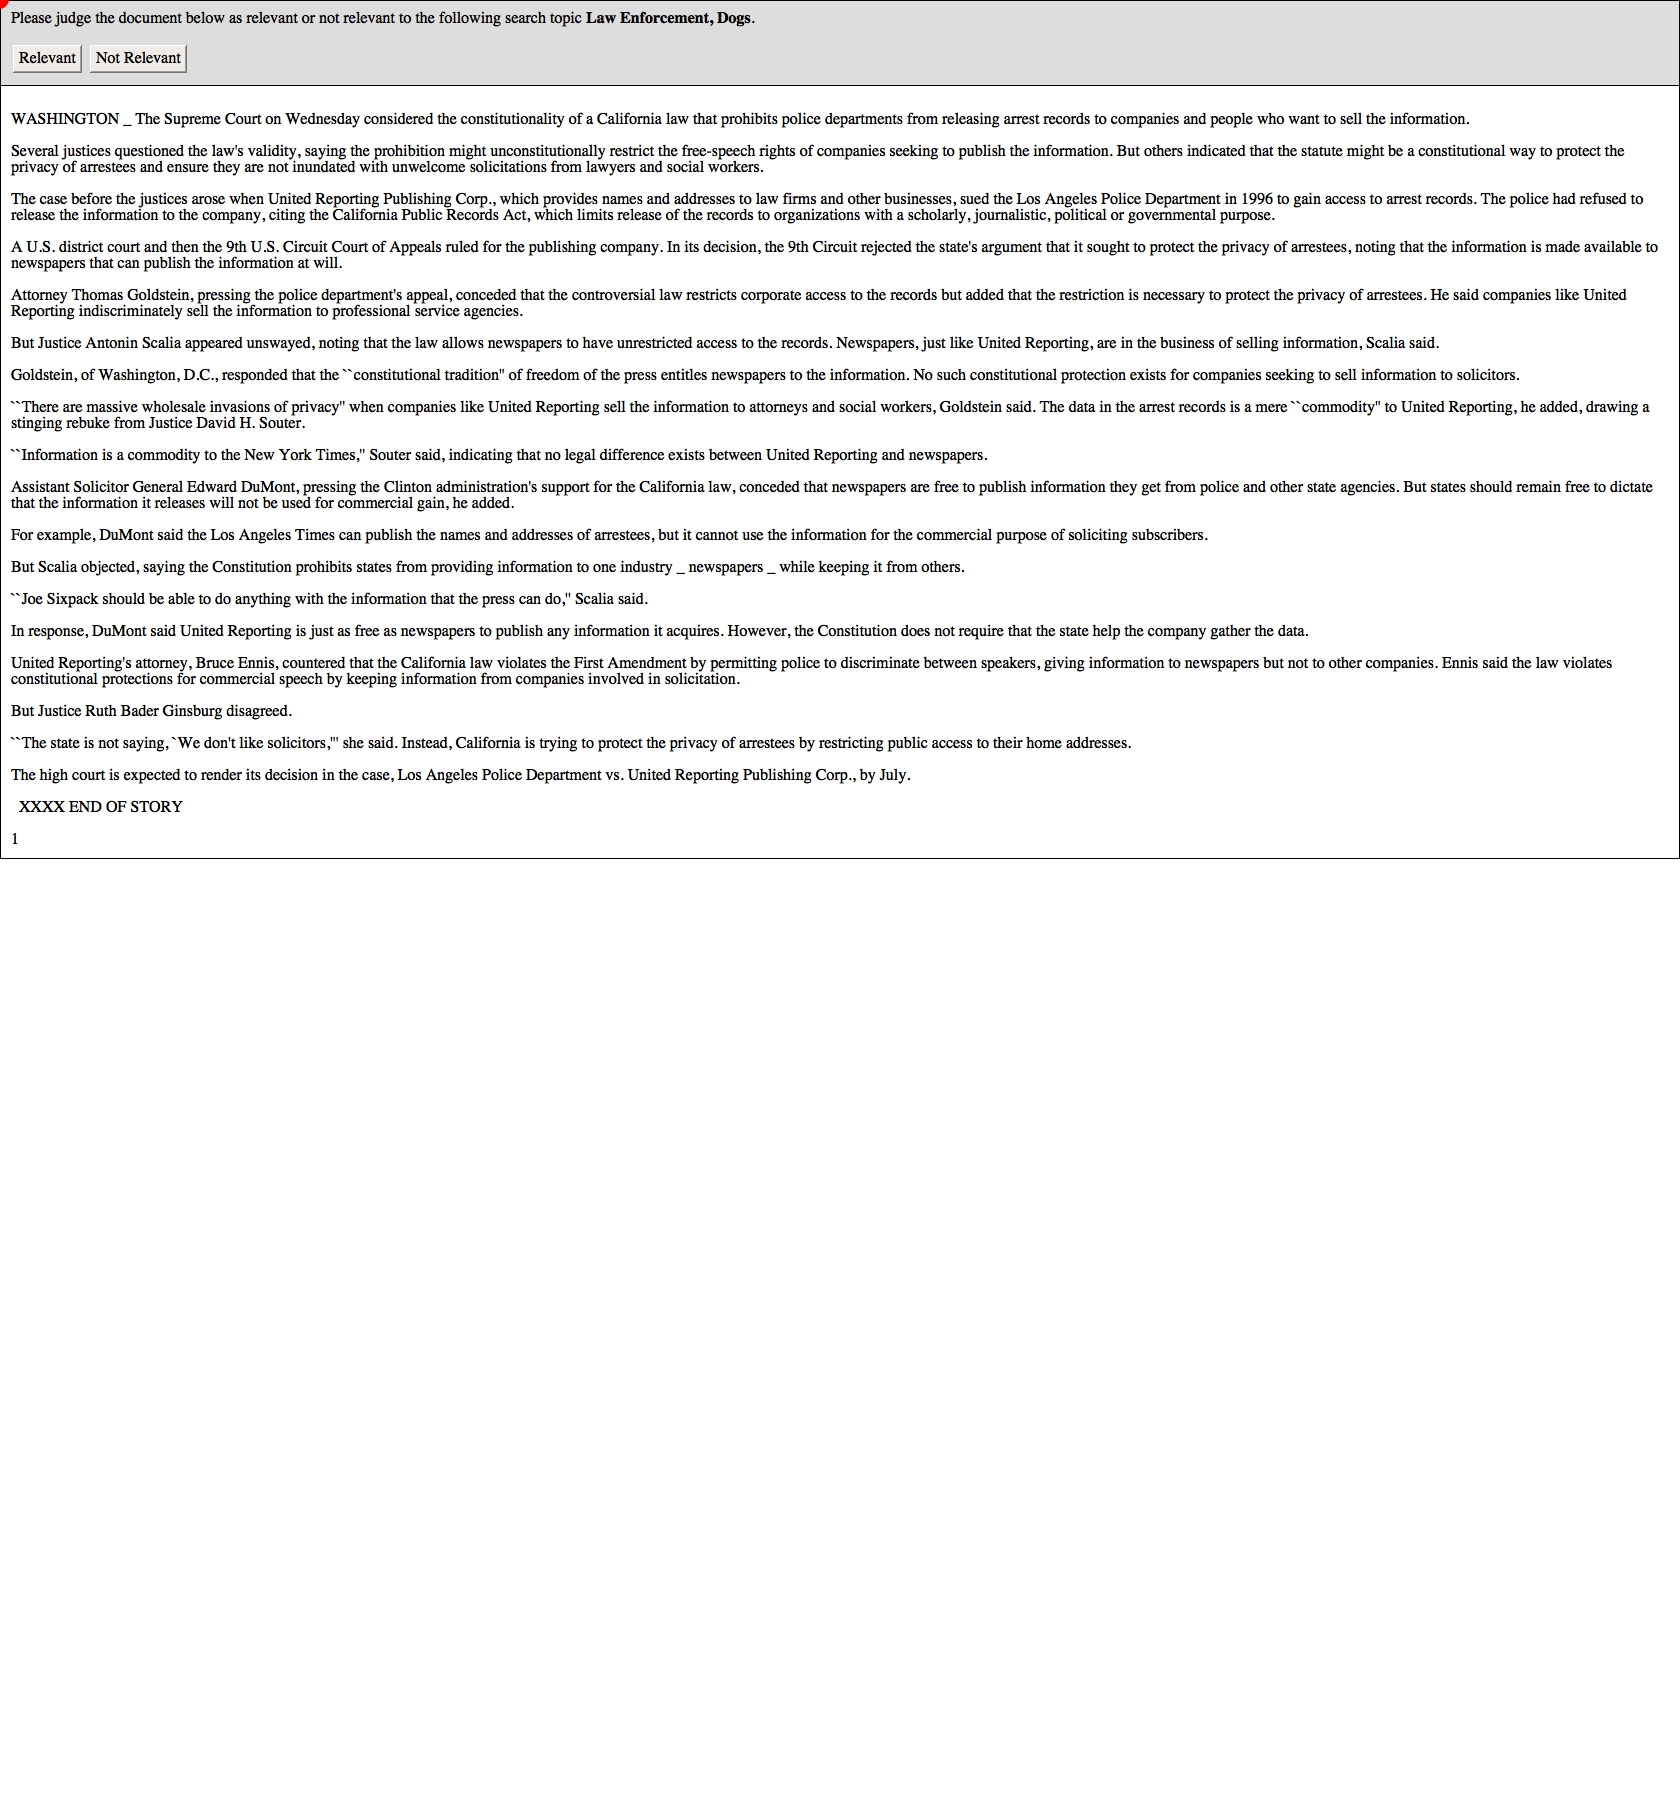 Please judge the document below as relevant or not relevant to the following search topic Law Enforcement, Dogs.
Relevant Not Relevant
WASHINGTON _ The Supreme Court on Wednesday considered the constitutionality of a California law that prohibits police departments from releasing arrest records to companies and people who want to sell the information.
Several justices questioned the law's validity, saying the prohibition might unconstitutionally restrict the free-speech rights of companies seeking to publish the information. But others indicated that the statute might be a constitutional way to protect the
privacy of arrestees and ensure they are not inundated with unwelcome solicitations from lawyers and social workers.
The case before the justices arose when United Reporting Publishing Corp., which provides names and addresses to law firms and other businesses, sued the Los Angeles Police Department in 1996 to gain access to arrest records. The police had refused to
release the information to the company, citing the California Public Records Act, which limits release of the records to organizations with a scholarly, journalistic, political or governmental purpose.
A U.S. district court and then the 9th U.S. Circuit Court of Appeals ruled for the publishing company. In its decision, the 9th Circuit rejected the state's argument that it sought to protect the privacy of arrestees, noting that the information is made available to
newspapers that can publish the information at will.
Attorney Thomas Goldstein, pressing the police department's appeal, conceded that the controversial law restricts corporate access to the records but added that the restriction is necessary to protect the privacy of arrestees. He said companies like United
Reporting indiscriminately sell the information to professional service agencies.
But Justice Antonin Scalia appeared unswayed, noting that the law allows newspapers to have unrestricted access to the records. Newspapers, just like United Reporting, are in the business of selling information, Scalia said.
Goldstein, of Washington, D.C., responded that the ``constitutional tradition'' of freedom of the press entitles newspapers to the information. No such constitutional protection exists for companies seeking to sell information to solicitors.
``There are massive wholesale invasions of privacy'' when companies like United Reporting sell the information to attorneys and social workers, Goldstein said. The data in the arrest records is a mere ``commodity'' to United Reporting, he added, drawing a
stinging rebuke from Justice David H. Souter.
``Information is a commodity to the New York Times,'' Souter said, indicating that no legal difference exists between United Reporting and newspapers.
Assistant Solicitor General Edward DuMont, pressing the Clinton administration's support for the California law, conceded that newspapers are free to publish information they get from police and other state agencies. But states should remain free to dictate
that the information it releases will not be used for commercial gain, he added.
For example, DuMont said the Los Angeles Times can publish the names and addresses of arrestees, but it cannot use the information for the commercial purpose of soliciting subscribers.
But Scalia objected, saying the Constitution prohibits states from providing information to one industry _ newspapers _ while keeping it from others.
``Joe Sixpack should be able to do anything with the information that the press can do,'' Scalia said.
In response, DuMont said United Reporting is just as free as newspapers to publish any information it acquires. However, the Constitution does not require that the state help the company gather the data.
United Reporting's attorney, Bruce Ennis, countered that the California law violates the First Amendment by permitting police to discriminate between speakers, giving information to newspapers but not to other companies. Ennis said the law violates
constitutional protections for commercial speech by keeping information from companies involved in solicitation.
But Justice Ruth Bader Ginsburg disagreed.
``The state is not saying, `We don't like solicitors,''' she said. Instead, California is trying to protect the privacy of arrestees by restricting public access to their home addresses.
The high court is expected to render its decision in the case, Los Angeles Police Department vs. United Reporting Publishing Corp., by July.
XXXX END OF STORY
1